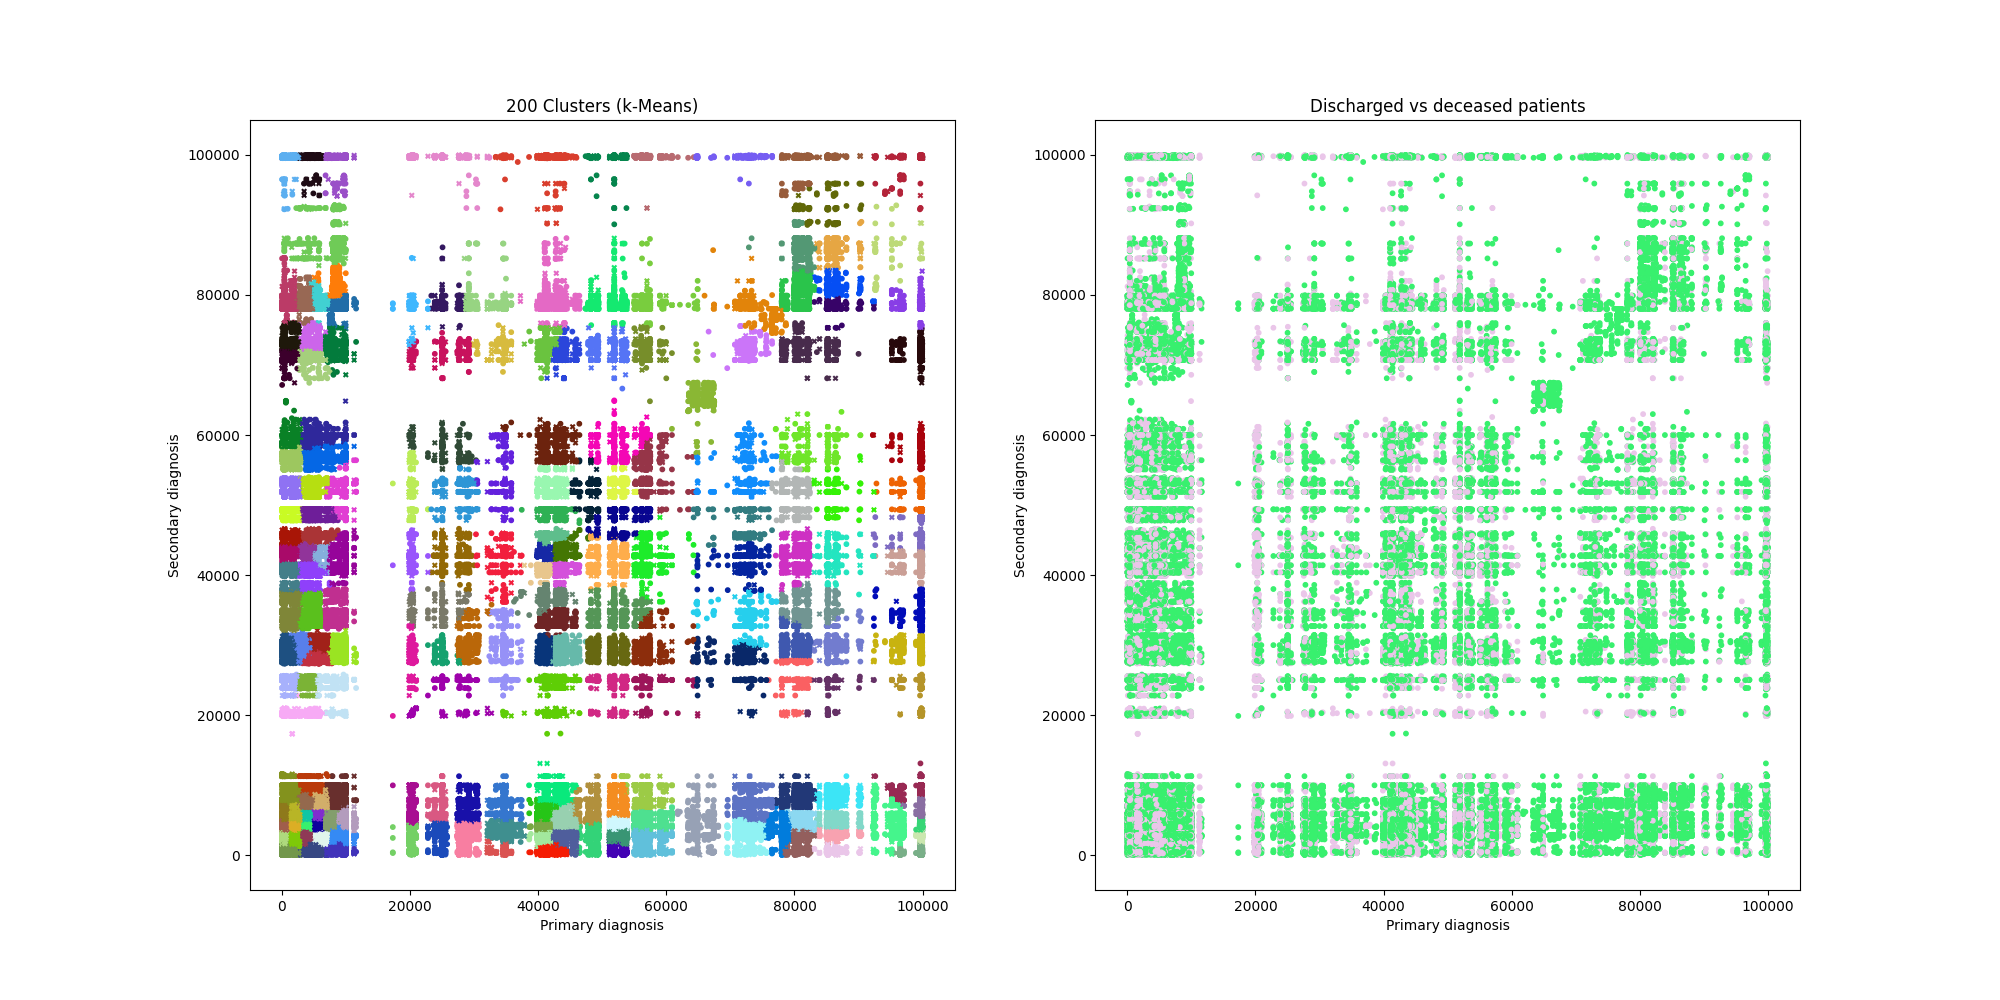 200 Clusters (k-Means)
Secondary diagnosis
100000
80000
60000
40000
20000
0
0 20000 40000 60000 80000 100000
Primary diagnosis
Discharged vs deceased patients
Secondary diagnosis
100000
80000
60000
40000
20000
0
0 20000 40000 60000 80000 100000
Primary diagnosis